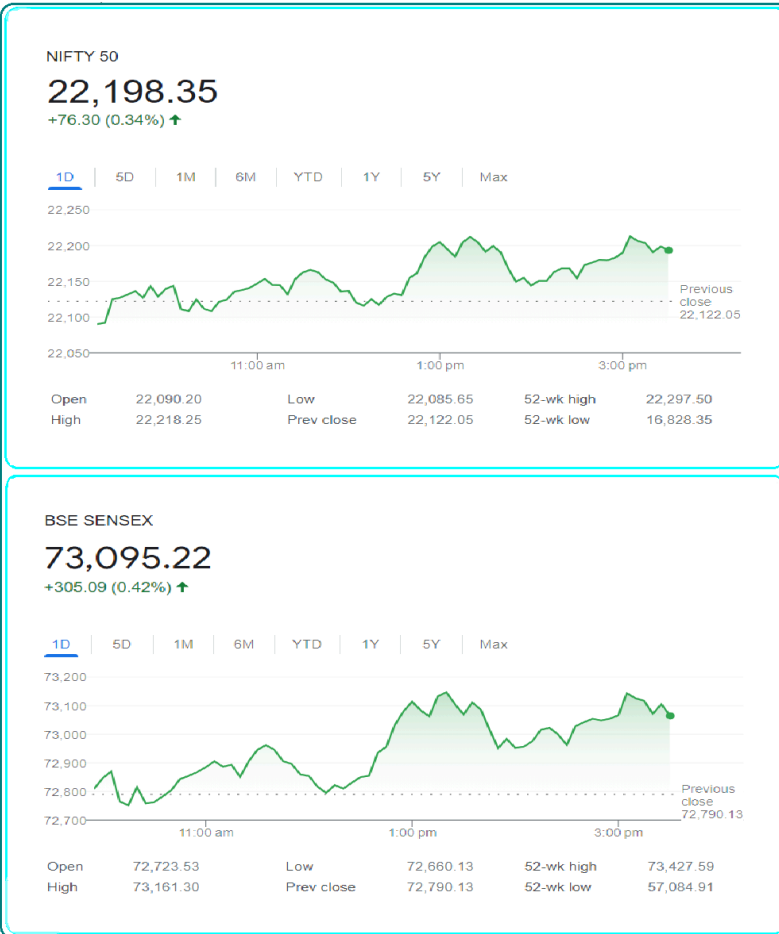 NIFTY 50
22,198.35
+76.30 (0.34%)
1D 5D 1M 6M YTD 1Y 5Y Max
22,250
22,200
22,150
22,100
22,050
Previous
close
22,122.05
11:00 am 1:00 pm 3:00 pm
Open 22,090.20 Low 22,085.65 52-wk high 22,297.50
High 22,218.25 Prev close 22,122.05 52-wk low 16,828.35
BSE SENSEX
73,095.22
+305.09 (0.42%)
1D 5D 1M 6M YTD 1Y 5Y Max
73,200
73,100
73,000
72,900
72,800
72,700
Previous
close
72,790.13
11:00 am 1:00 pm 3:00 pm
Open 72,723.53 Low 72,660.13 52-wk high 73,427.59
High 73,161.30 Prev close 72,790.13 52-wk low 57,084.91